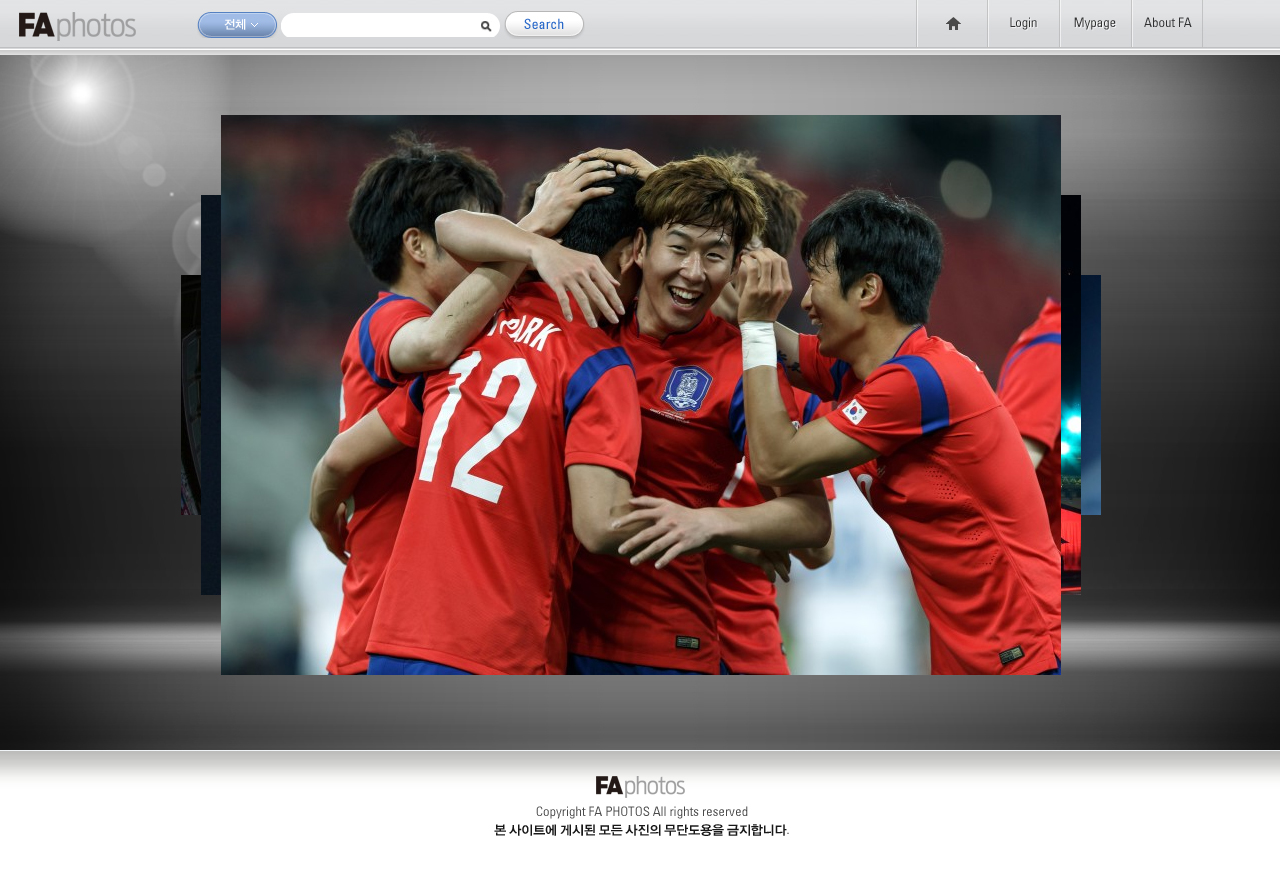 FAphotos
전체
Search
Login
Mypage
About FA
PARK
12
FAphotos
Copyright FA PHOTOS All rights reserved
본 사이트에 게시된 모든 사진의 무단도용을 금지합니다.